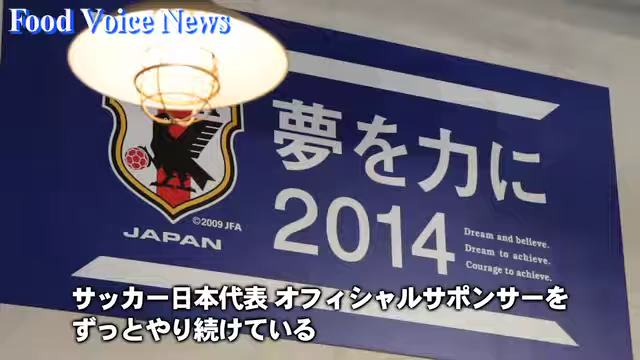 Food Voice News
夢を力に
2014
©2009 JFA
JAPAN
Dream and believe.
Dream to achieve.
Courage to achieve.
サッカー日本代表 オフィシャルサポンサーを
ずっとやり続けている